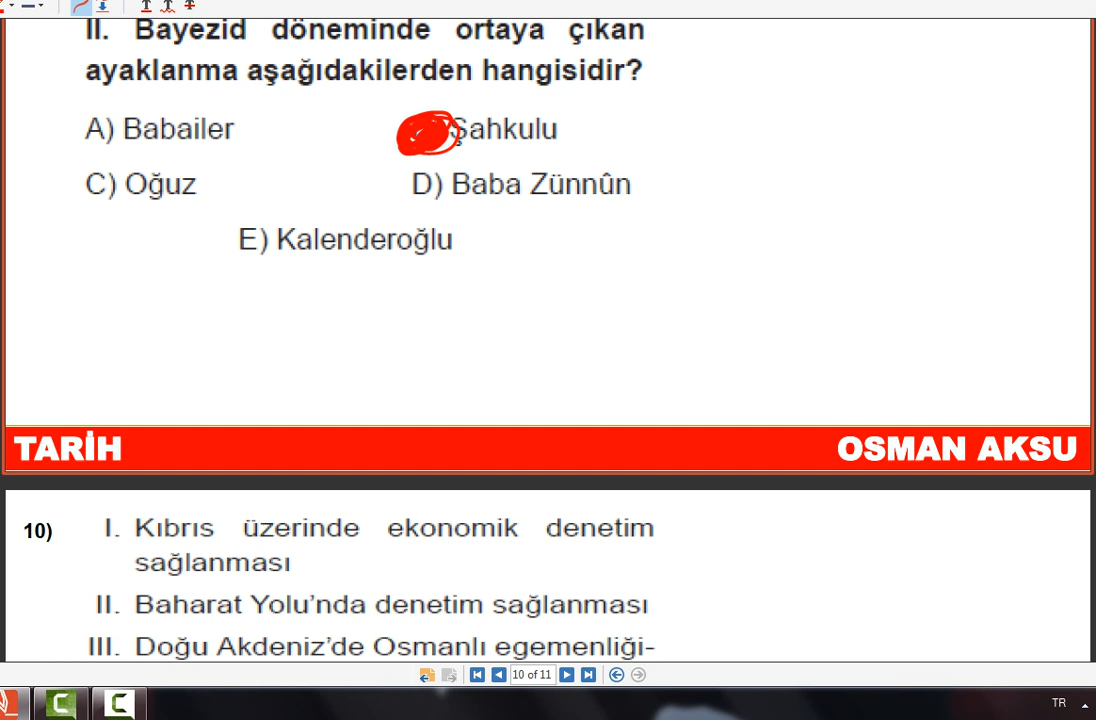 II. Bayezid döneminde ortaya çıkan
ayaklanma aşağıdakilerden hangisidir?
A) Babailer
Şahkulu
C) Oğuz
D) Baba Zünnûn
E) Kalenderoğlu
TARİH
OSMAN AKSU
10)
I. Kıbrıs üzerinde ekonomik denetim
sağlanması
II. Baharat Yolu'nda denetim sağlanması
III. Doğu Akdeniz'de Osmanlı egemenliği-
10 of 11
TR